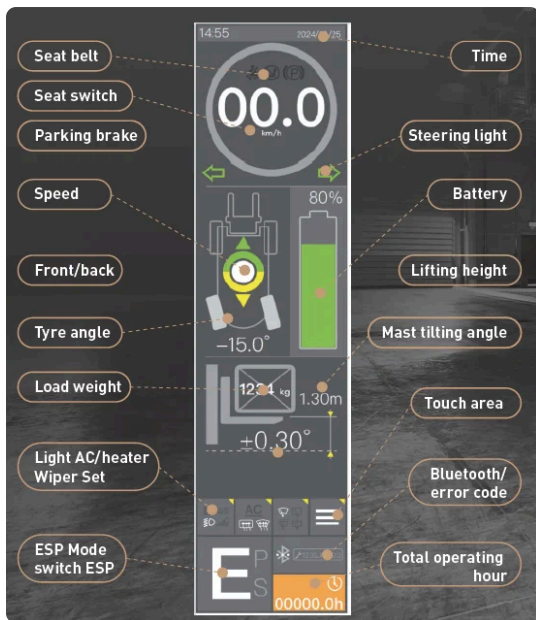 14:55
2024/ /25
Seat belt
Time
Seat switch
00.0
km/h
Parking brake
Steering light
Speed
80%
Battery
Front/back
Lifting height
Tyre angle
Mast tilting angle
-15.0°
Load weight
1234 kg
1.30m
Touch area
±0.30°
Light AC/heater
Wiper Set
AC
Bluetooth/
error code
ESP Mode
switch ESP
E
P
S
Total operating
hour
00000.0h